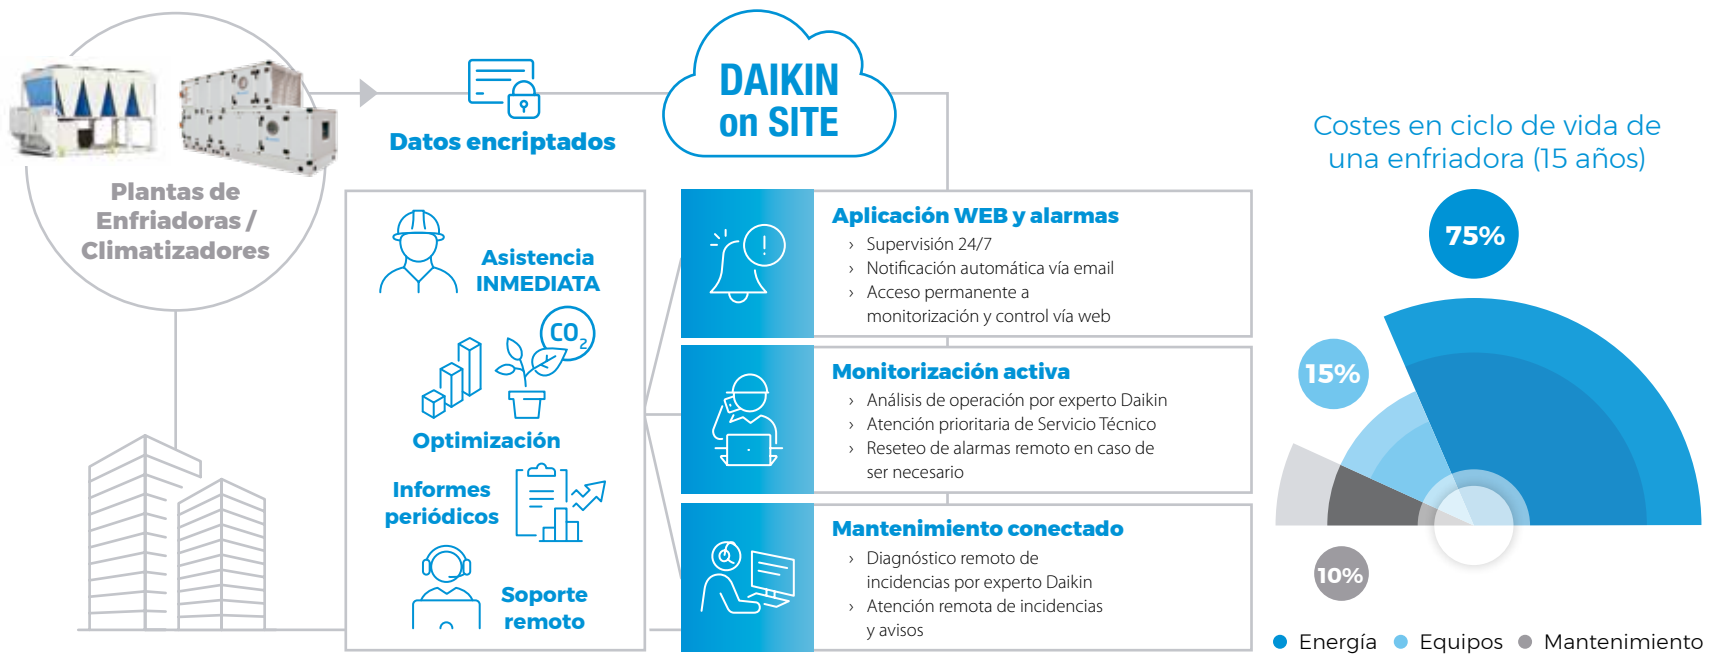 Plantas de
Enfriadoras /
Climatizadores
Datos encriptados
DAIKIN
on SITE
Asistencia
INMEDIATA
CO2
Optimización
Informes
periódicos
Soporte
remoto
Aplicación WEB y alarmas
› Supervisión 24/7
› Notificación automática vía email
› Acceso permanente a
monitorización y control vía web
Monitorización activa
› Análisis de operación por experto Daikin
› Atención prioritaria de Servicio Técnico
› Reseteo de alarmas remoto en caso de
ser necesario
Mantenimiento conectado
› Diagnóstico remoto de
incidencias por experto Daikin
› Atención remota de incidencias
y avisos
Costes en ciclo de vida de
una enfriadora (15 años)
75%
15%
10%
Energía Equipos Mantenimiento